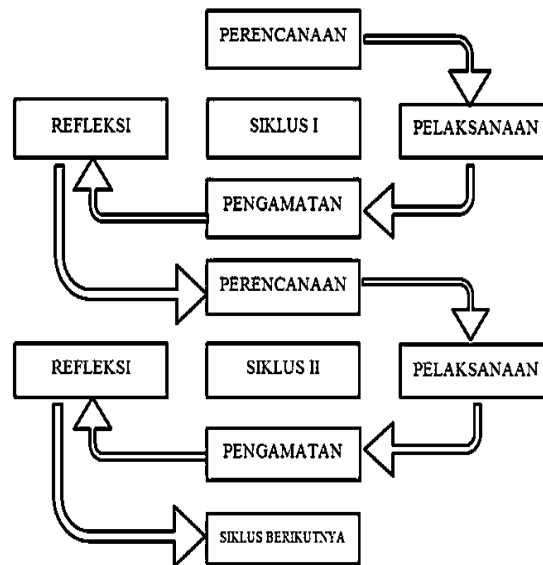 PERENCANAAN
REFLEKSI
SIKLUS I
PELAKSANAAN
PENGAMATAN
PERENCANAAN
REFLEKSI
SIKLUS II
PELAKSANAAN
PENGAMATAN
SIKLUS BERIKUTNYA